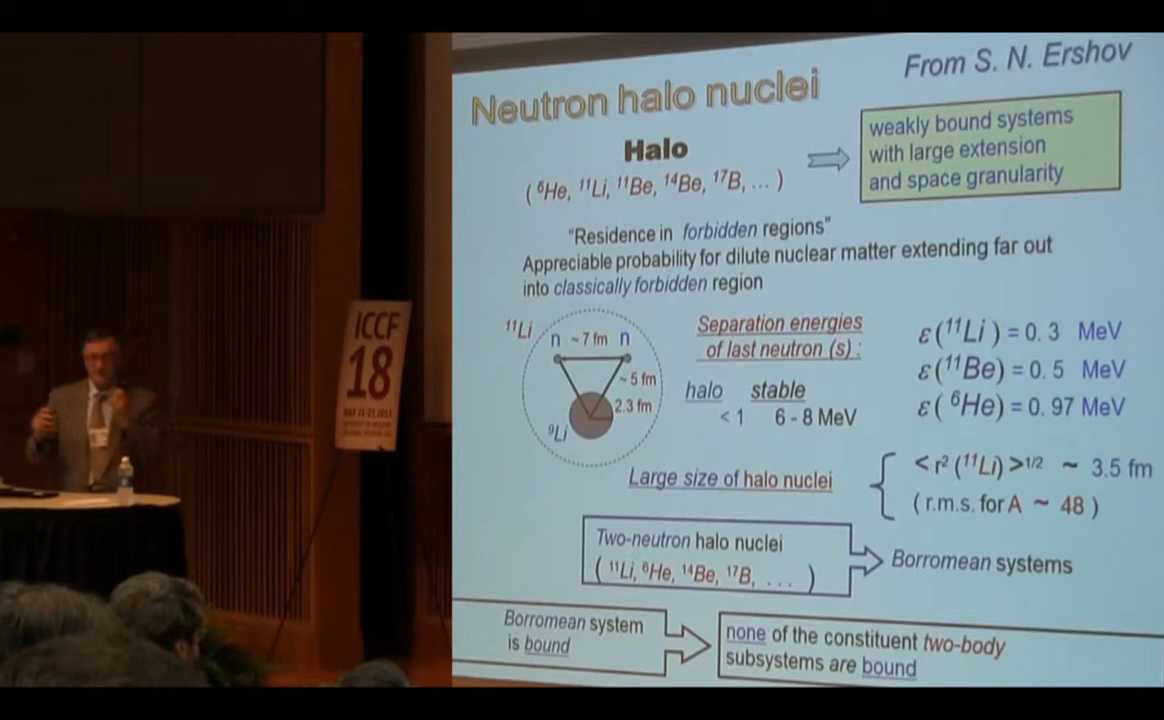 From S. N. Ershov
Neutron halo nuclei
Halo
( ⁶He, ¹¹Li, ¹¹Be, ¹⁴Be, ¹⁷B, ... )
weakly bound systems
with large extension
and space granularity
"Residence in forbidden regions"
Appreciable probability for dilute nuclear matter extending far out
into classically forbidden region
¹¹Li
n ~ 7 fm n
~ 5 fm
2.3 fm
⁹Li
Separation energies
of last neutron (s) :
halo stable
< 1 6 - 8 MeV
ε(¹¹Li ) = 0. 3 MeV
ε(¹¹Be) = 0. 5 MeV
ε( ⁶He) = 0. 97 MeV
Large size of halo nuclei
< r² (¹¹Li) >¹/² ~ 3.5 fm
( r.m.s. for A ~ 48 )
Two-neutron halo nuclei
( ¹¹Li, ⁶He, ¹⁴Be, ¹⁷B, . . . )
Borromean systems
Borromean system
is bound
none of the constituent two-body
subsystems are bound
ICCF
18
JULY 21-27, 2013